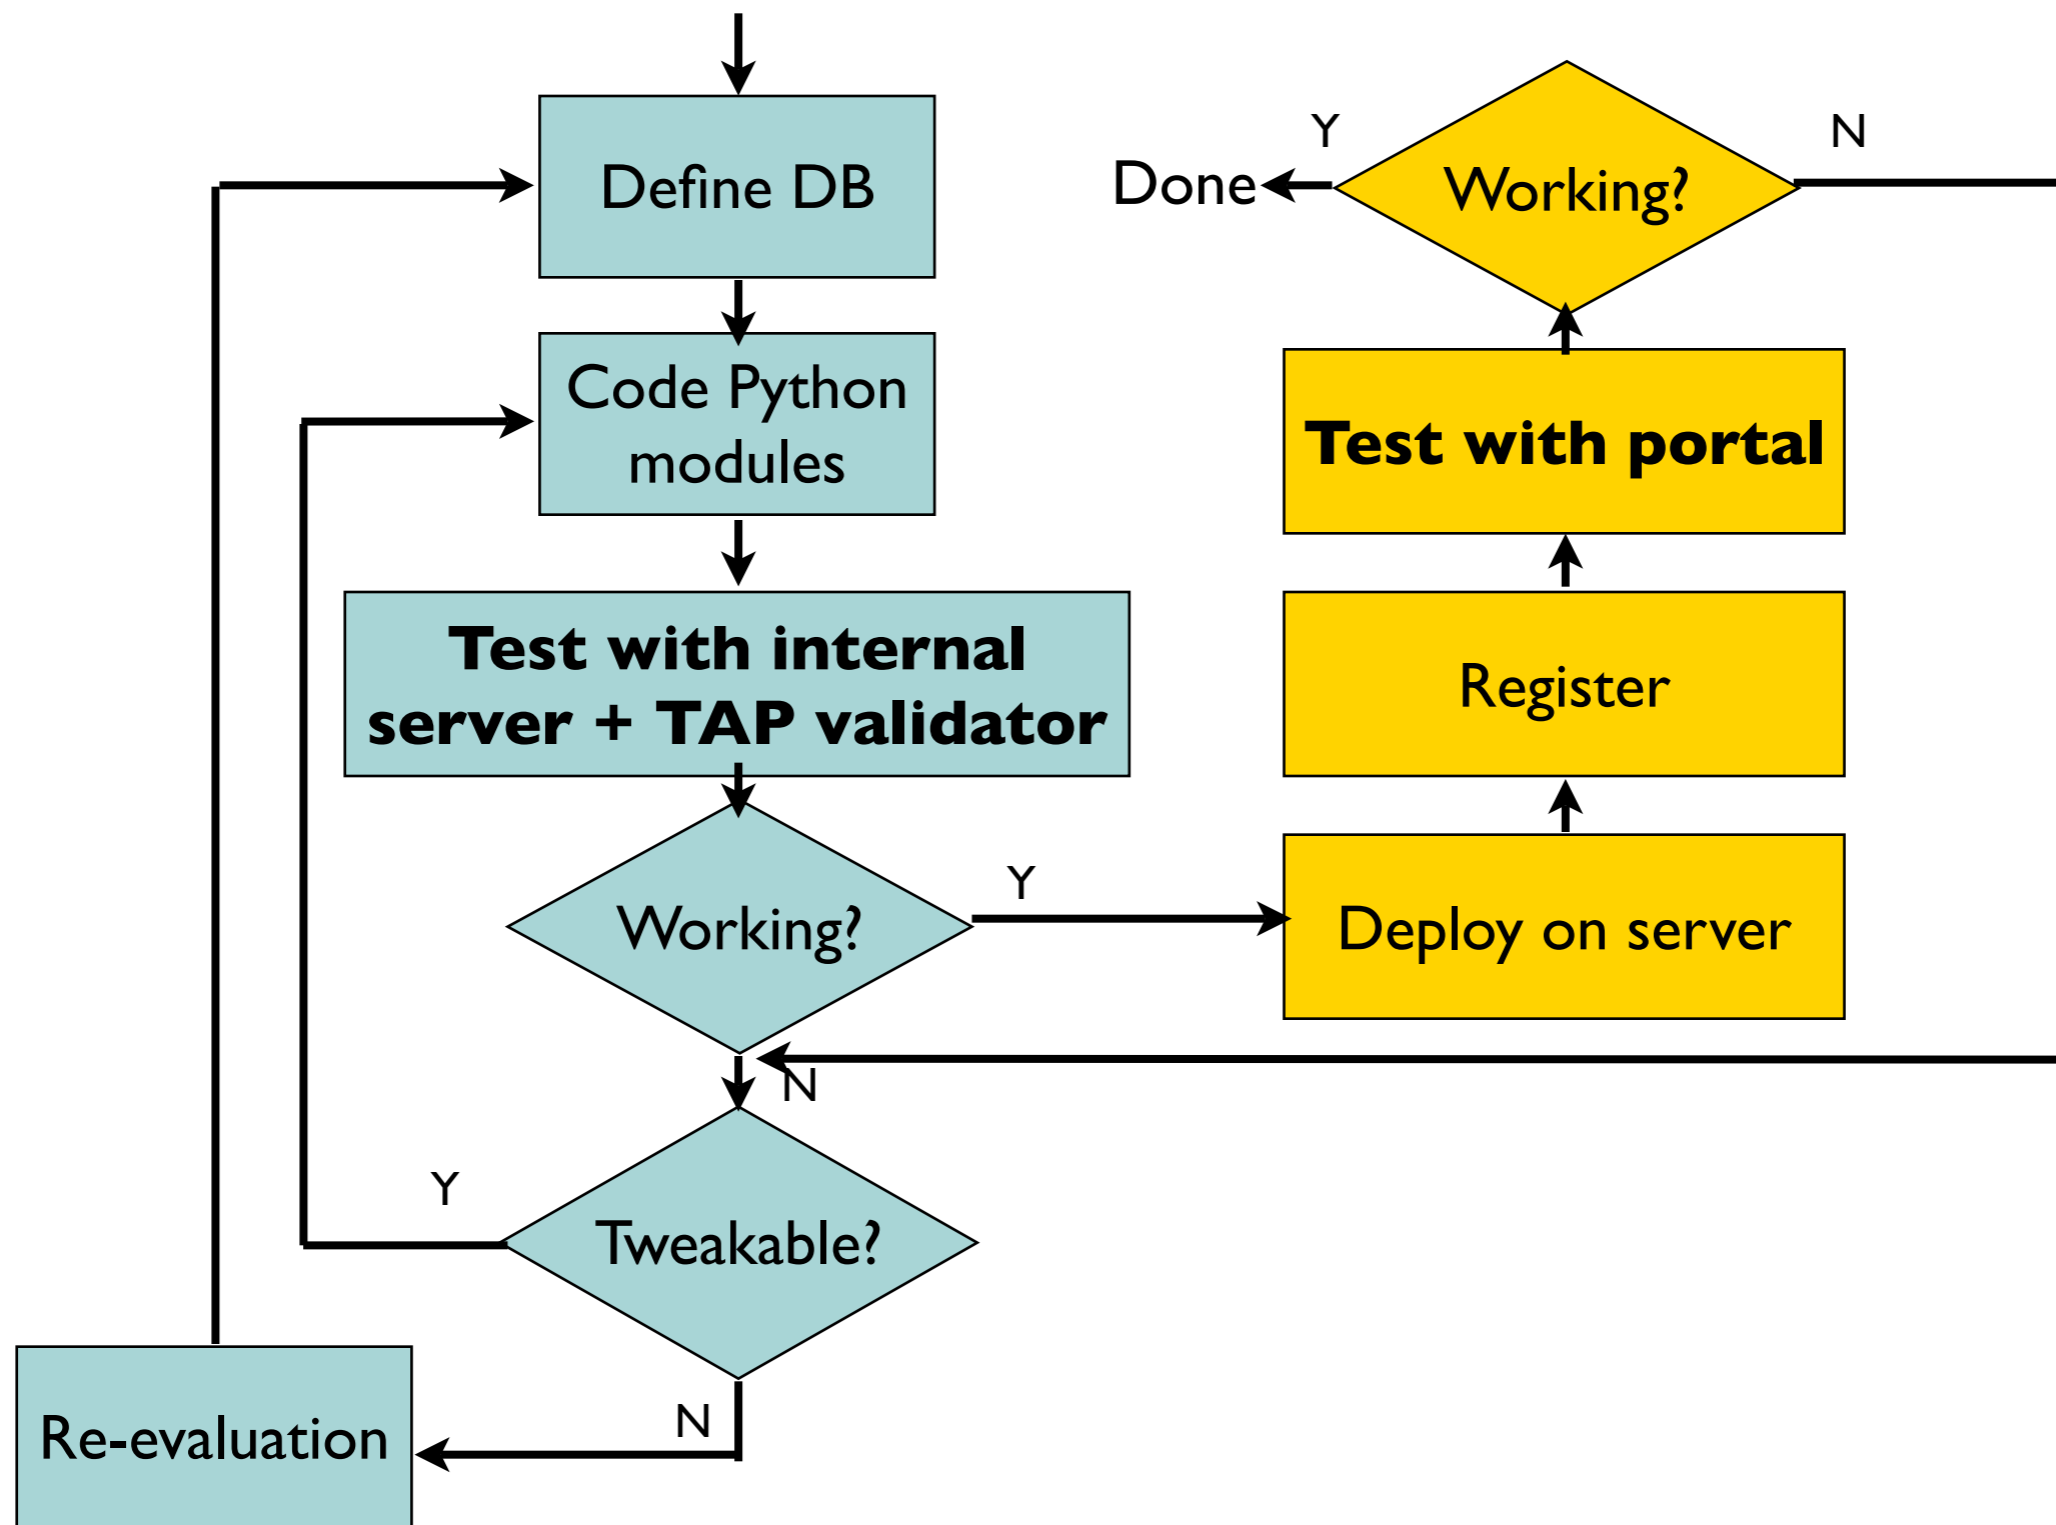 Define DB
Code Python
modules
Test with internal
server + TAP validator
Working?
Y
N
Tweakable?
Y
N
Re-evaluation
Deploy on server
Register
Test with portal
Working?
Y
N
Done